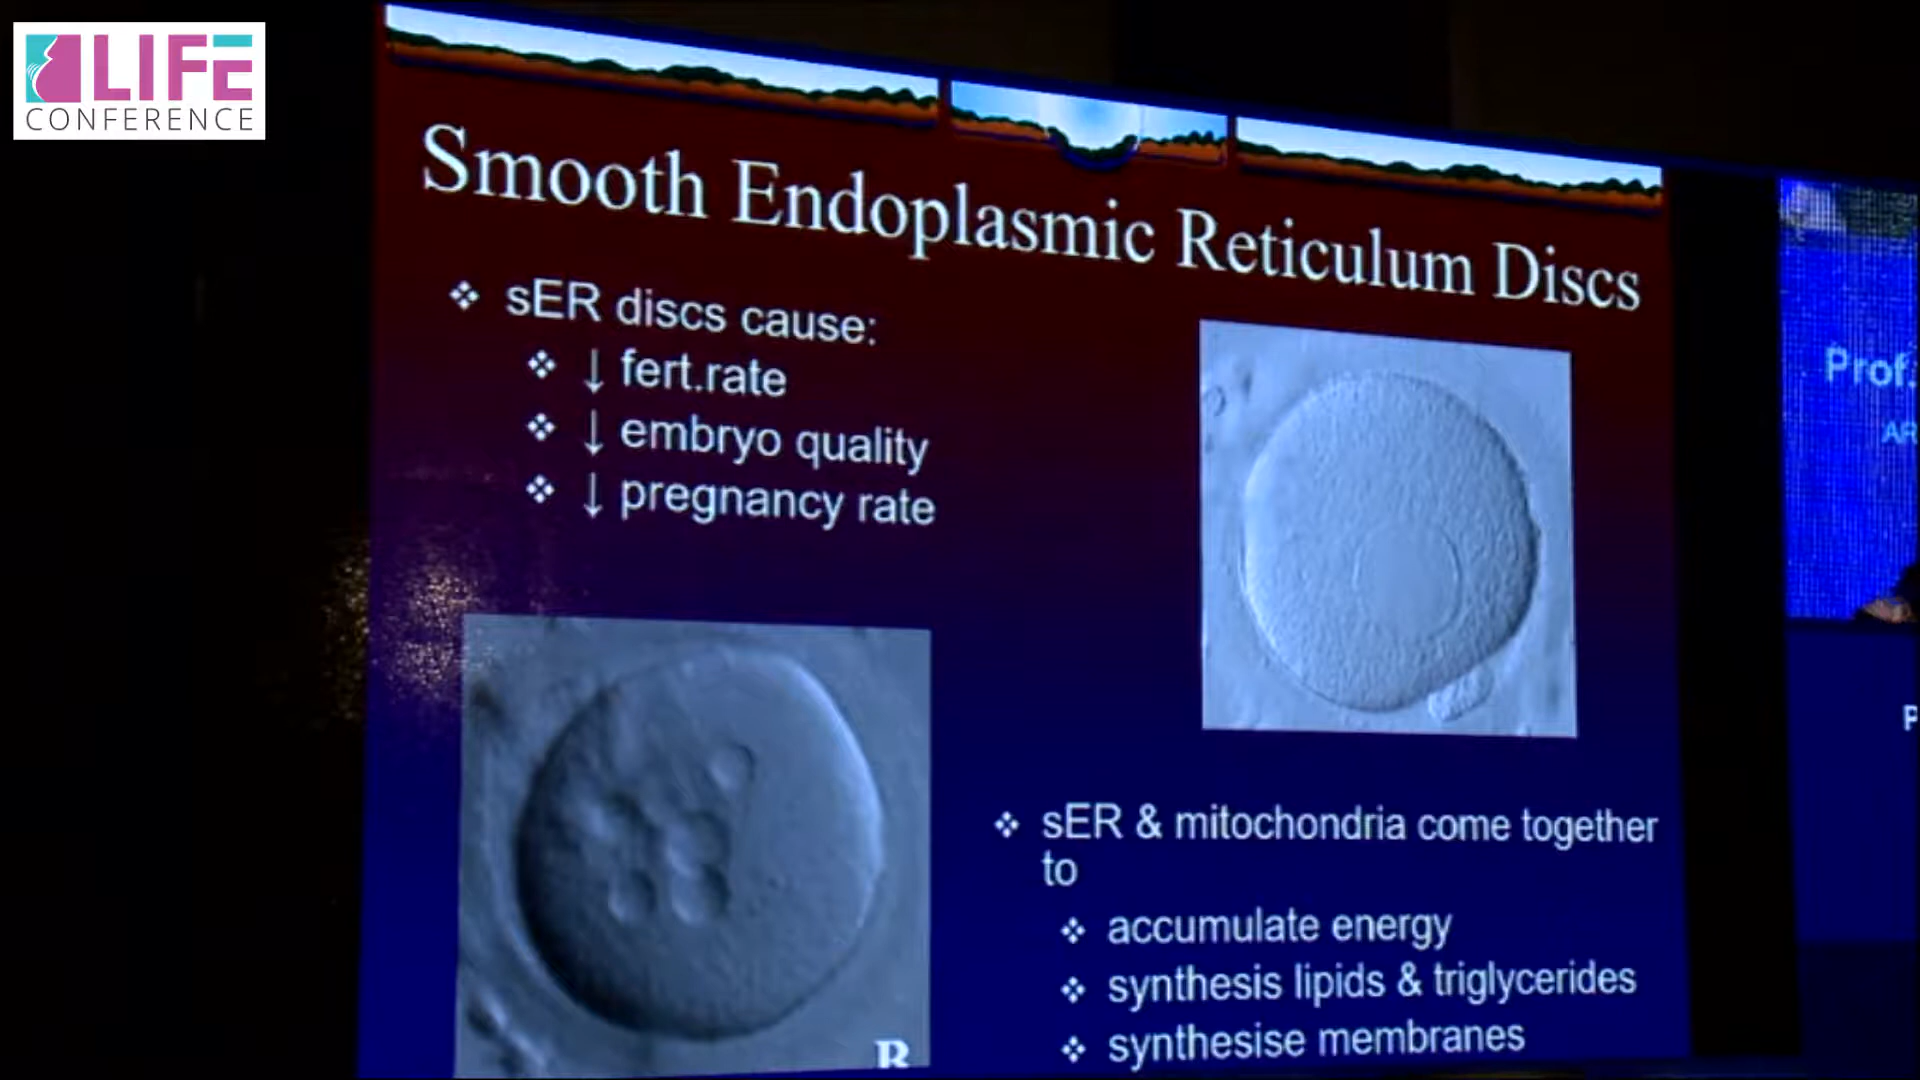 LIFE
CONFERENCE
Smooth Endoplasmic Reticulum Discs
❖ sER discs cause:
❖ ↓ fert.rate
❖ ↓ embryo quality
❖ ↓ pregnancy rate
B
❖ sER & mitochondria come together
to
❖ accumulate energy
❖ synthesis lipids & triglycerides
❖ synthesise membranes
Prof.
AR
P